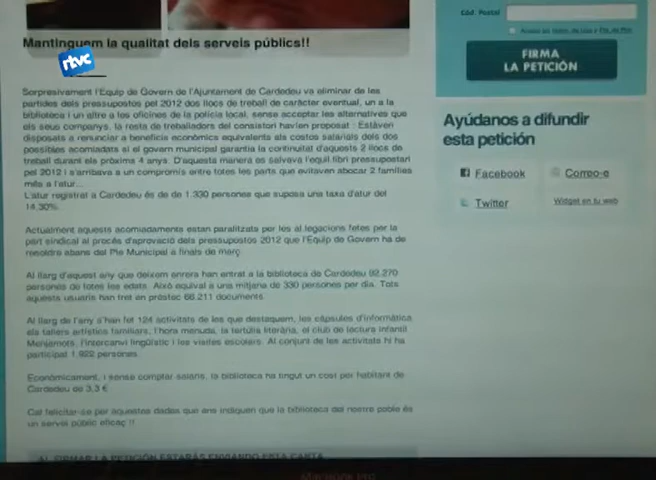 Mantinguem la qualitat dels serveis públics!!
rtvc
Sorpresivament l'Equip de Govern de l'Ajuntament de Cardedeu va eliminar de les
partides dels pressupostos pel 2012 dos llocs de treball de caràcter eventual, un a la
biblioteca i un altre a les oficines de la policia local, sense acceptar les alternatives que
els seus companys, la resta de treballadors del consistori havien proposat : Estàven
disposats a renunciar a beneficis econòmics equivalents als costos salarials dels dos
possibles acomiadats si el govern municipal garantia la continuitat d'aquests 2 llocs de
treball durant els pròxims 4 anys. D'aquesta manera es salvava l'equilibri pressupostari
pel 2012 i s'arribava a un compromís entre totes les parts que evitaven abocar 2 famílies
més a l'atur...
L'atur registrat a Cardedeu és de de 1.330 persones que suposa una taxa d'atur del
14,30%.
Actualment aquests acomiadaments estan paralitzats per les al·legacions fetes per la
part sindical al procès d'aprovació dels pressupostos 2012 que l'Equip de Govern ha de
resoldre abans del Ple Municipal a finals de març.
Al llarg d'aquest any que deixem enrera han entrat a la biblioteca de Cardedeu 82.270
persones de totes les edats. Això equival a una mitjana de 330 persones per dia. Tots
aquests usuaris han tret en préstec 66.211 documents.
Al llarg de l'any s'han fet 124 activitats de les que destaquem, les càpsules d'informàtica,
els tallers artístics familiars, l'hora menuda, la tertúlia literària, el club de lectura infantil
Menjamots, l'intercanvi lingüístic i les visites escolars. Al conjunt de les activitats hi ha
participat 1.922 persones.
Econòmicament, i sense comptar salaris, la biblioteca ha tingut un cost per habitant de
Cardedeu de 3,3 €
Cal felicitar-se per aquestes dades que ens indiquen que la biblioteca del nostre poble és
un servei públic eficaç !!
AL FIRMAR LA PETICIÓN ESTARÁS ENVIANDO ESTA CARTA
Cód. Postal
FIRMA
LA PETICIÓN
Ayúdanos a difundir
esta petición
Facebook
Correo-e
Twitter
Widget en tu web